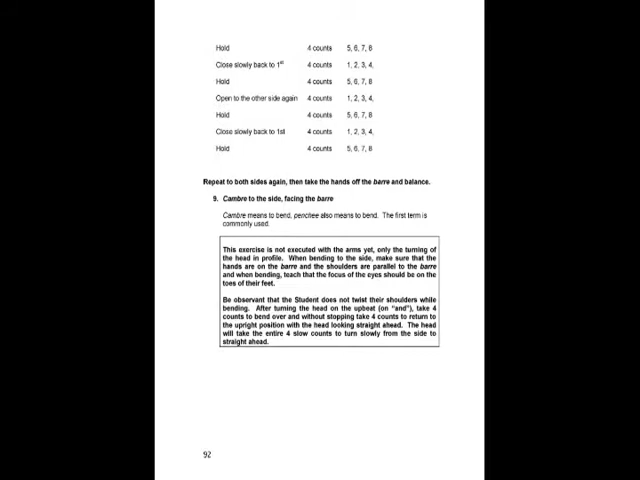 Hold 4 counts 5, 6, 7, 8
Close slowly back to 1st 4 counts 1, 2, 3, 4,
Hold 4 counts 5, 6, 7, 8
Open to the other side again 4 counts 1, 2, 3, 4,
Hold 4 counts 5, 6, 7, 8
Close slowly back to 1st 4 counts 1, 2, 3, 4,
Hold 4 counts 5, 6, 7, 8
Repeat to both sides again, then take the hands off the barre and balance.
9. Cambre to the side, facing the barre
Cambre means to bend, penchee also means to bend. The first term is
commonly used.
This exercise is not executed with the arms yet, only the turning of
the head in profile. When bending to the side, make sure that the
hands are on the barre and the shoulders are parallel to the barre
and when bending, teach that the focus of the eyes should be on the
toes of their feet.
Be observant that the Student does not twist their shoulders while
bending. After turning the head on the upbeat (on "and"), take 4
counts to bend over and without stopping take 4 counts to return to
the upright position with the head looking straight ahead. The head
will take the entire 4 slow counts to turn slowly from the side to
straight ahead.
92